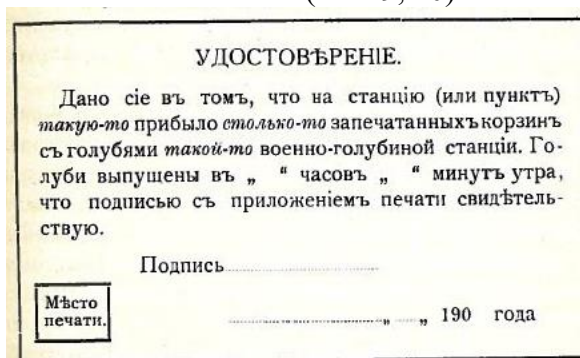 УДОСТОВѢРЕНІЕ.
Дано сіе въ томъ, что на станцію (или пунктъ)
такую-то прибыло столько-то запечатанныхъ корзинъ
съ голубями такой-то военно-голубиной станціи. Го-
луби выпущены въ „ “ часовъ „ “ минутъ утра,
что подписью съ приложеніемъ печати свидѣтель-
ствую.
Подпись
Мѣсто
печати.
„ „ 190 года